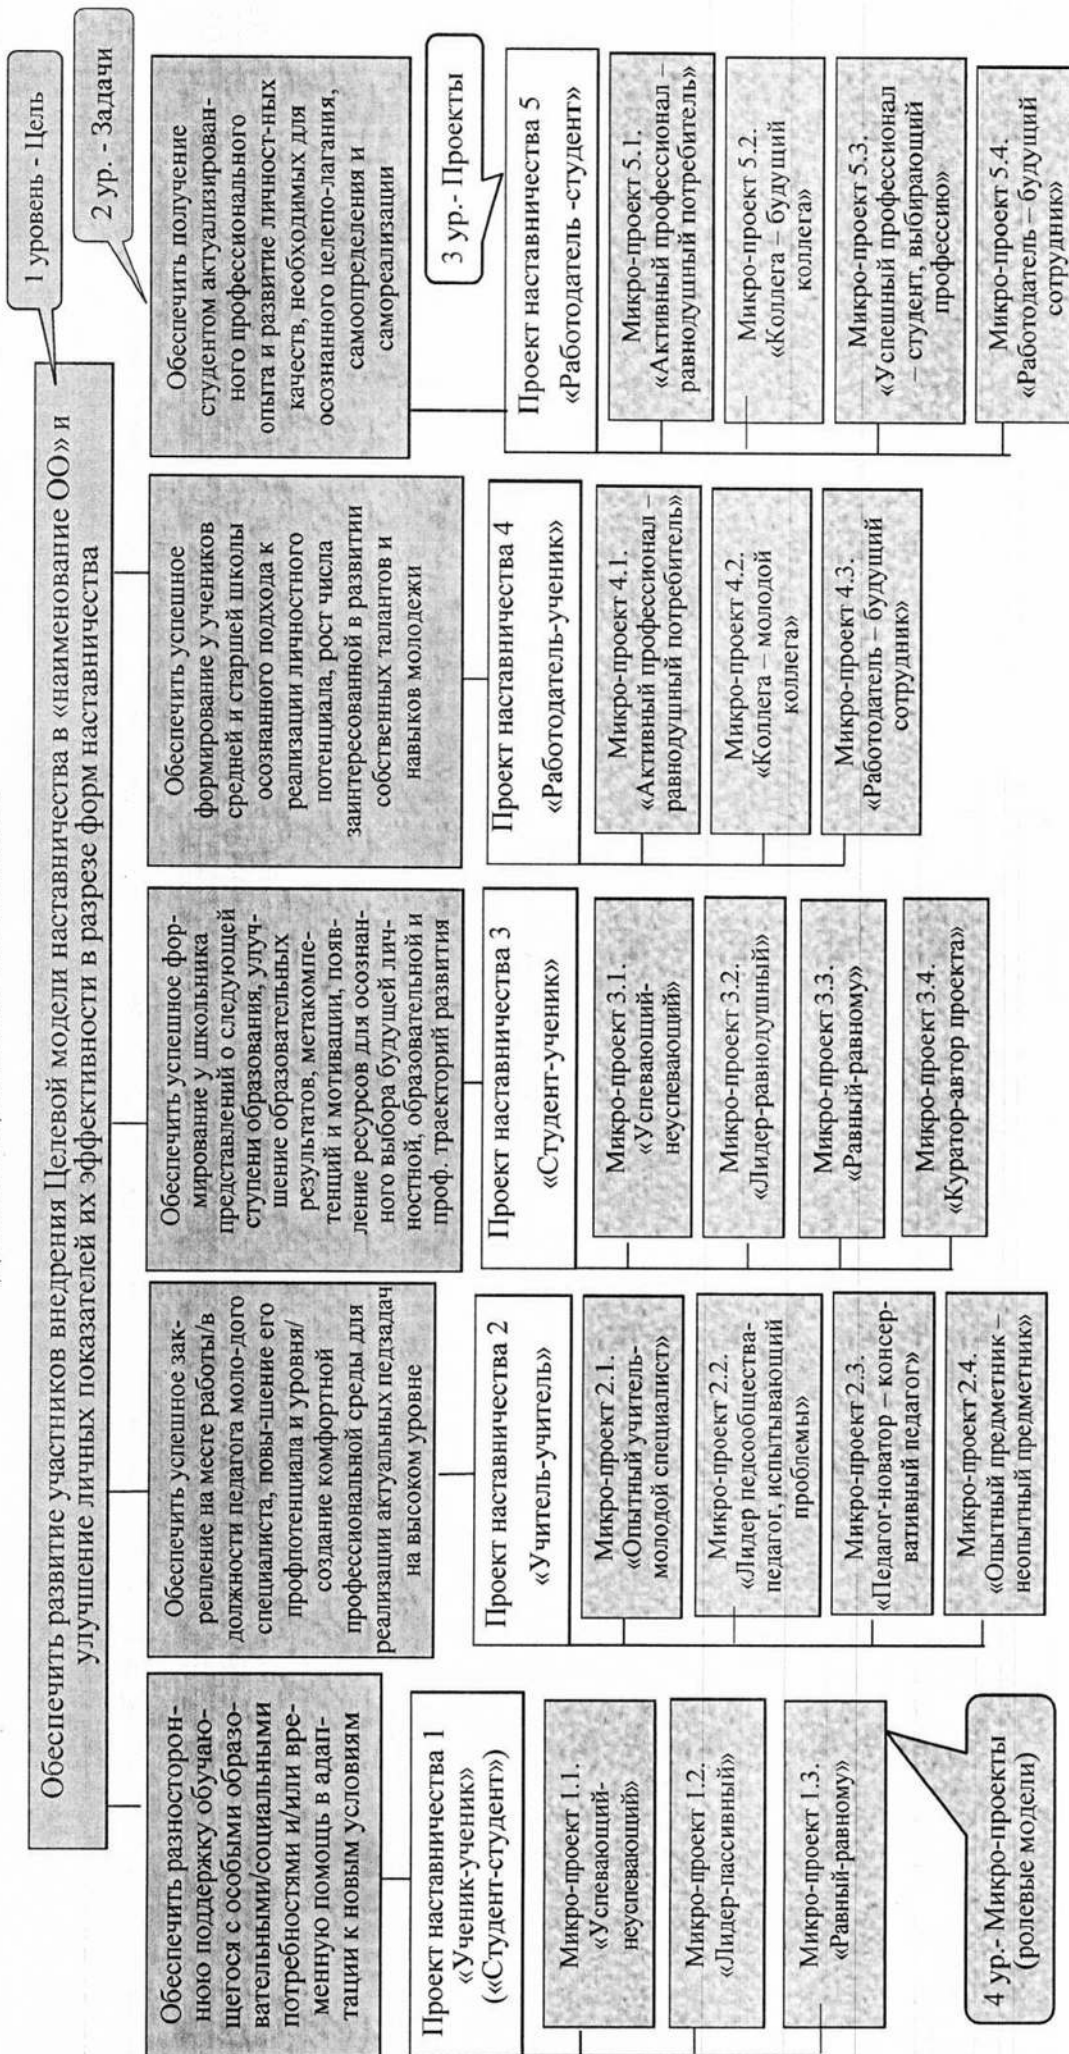 1 уровень - Цель
Обеспечить развитие участников внедрения Целевой модели наставничества в «наименование ОО» и
улучшение личных показателей их эффективности в разрезе форм наставничества
2 ур. - Задачи
Обеспечить разносторон-
нюю поддержку обучаю-
щегося с особыми образо-
вательными/социальными
потребностями и/или вре-
менную помощь в адап-
тации к новым условиям
Обеспечить успешное зак-
репление на месте работы/в
должности педагога моло-дого
специалиста, повы-шение его
профпотенциала и уровня/
создание комфортной
профессиональной среды для
реализации актуальных педзадач
на высоком уровне
Обеспечить успешное фор-
мирование у школьника
представлений о следующей
ступени образования, улуч-
шение образовательных
результатов, метакомпе-
тенций и мотивации, появ-
ление ресурсов для осознан-
ного выбора будущей лич-
ностной, образовательной и
проф. траекторий развития
Обеспечить успешное
формирование у учеников
средней и старшей школы
осознанного подхода к
реализации личностного
потенциала, рост числа
заинтересованной в развитии
собственных талантов и
навыков молодежи
Обеспечить получение
студентом актуализирован-
ного профессионального
опыта и развитие личност-ных
качеств, необходимых для
осознанного целепо-лагания,
самоопределения и
самореализации
3 ур.- Проекты
Проект наставничества 1
«Ученик-ученик»
(«Студент-студент»)
Микро-проект 1.1.
«Успевающий-
неуспевающий»
Микро-проект 1.2.
«Лидер-пассивный»
Микро-проект 1.3.
«Равный-равному»
Проект наставничества 2
«Учитель-учитель»
Микро-проект 2.1.
«Опытный учитель-
молодой специалист»
Микро-проект 2.2.
«Лидер педсообщества-
педагог, испытывающий
проблемы»
Микро-проект 2.3.
«Педагог-новатор – консер-
вативный педагог»
Микро-проект 2.4.
«Опытный предметник –
неопытный предметник»
Проект наставничества 3
«Студент-ученик»
Микро-проект 3.1.
«Успевающий-
неуспевающий»
Микро-проект 3.2.
«Лидер-равнодушный»
Микро-проект 3.3.
«Равный-равному»
Микро-проект 3.4.
«Куратор-автор проекта»
Проект наставничества 4
«Работодатель-ученик»
Микро-проект 4.1.
«Активный профессионал –
равнодушный потребитель»
Микро-проект 4.2.
«Коллега – молодой
коллега»
Микро-проект 4.3.
«Работодатель – будущий
сотрудник»
Проект наставничества 5
«Работодатель -студент»
Микро-проект 5.1.
«Активный профессионал –
равнодушный потребитель»
Микро-проект 5.2.
«Коллега – будущий
коллега»
Микро-проект 5.3.
«Успешный профессионал
– студент, выбирающий
профессию»
Микро-проект 5.4.
«Работодатель – будущий
сотрудник»
4 ур.- Микро-проекты
(ролевые модели)